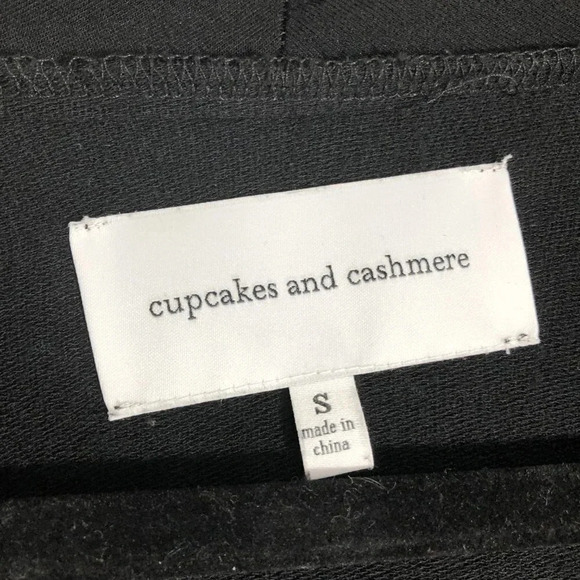 cupcakes and cashmere
S
made in
china